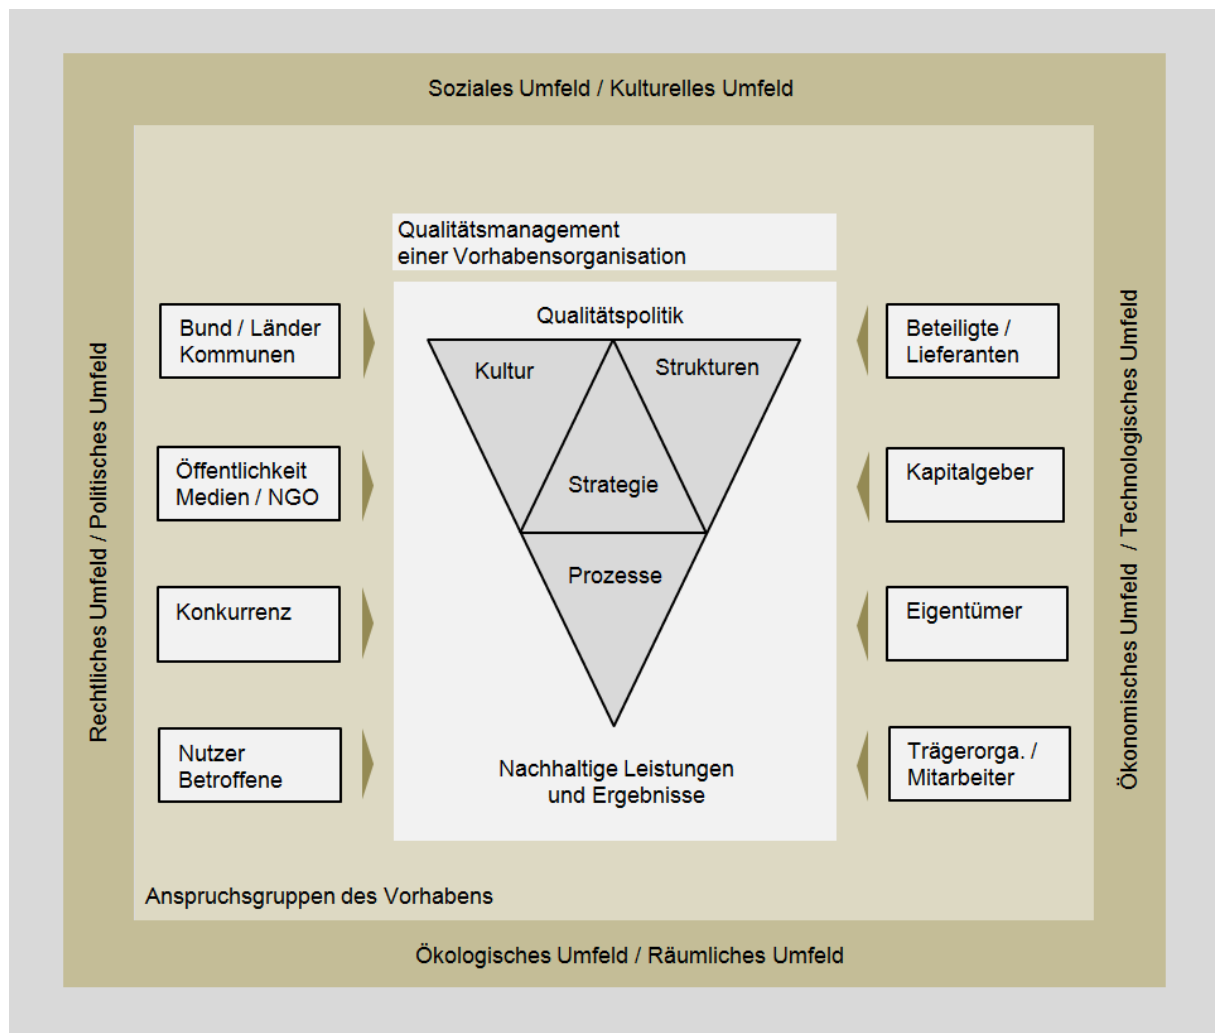 Soziales Umfeld / Kulturelles Umfeld
Qualitätsmanagement
einer Vorhabensorganisation
Qualitätspolitik
Kultur
Strukturen
Strategie
Prozesse
Nachhaltige Leistungen
und Ergebnisse
Bund / Länder
Kommunen
Öffentlichkeit
Medien / NGO
Konkurrenz
Nutzer
Betroffene
Beteiligte /
Lieferanten
Kapitalgeber
Eigentümer
Trägerorga. /
Mitarbeiter
Rechtliches Umfeld / Politisches Umfeld
Ökonomisches Umfeld / Technologisches Umfeld
Anspruchsgruppen des Vorhabens
Ökologisches Umfeld / Räumliches Umfeld